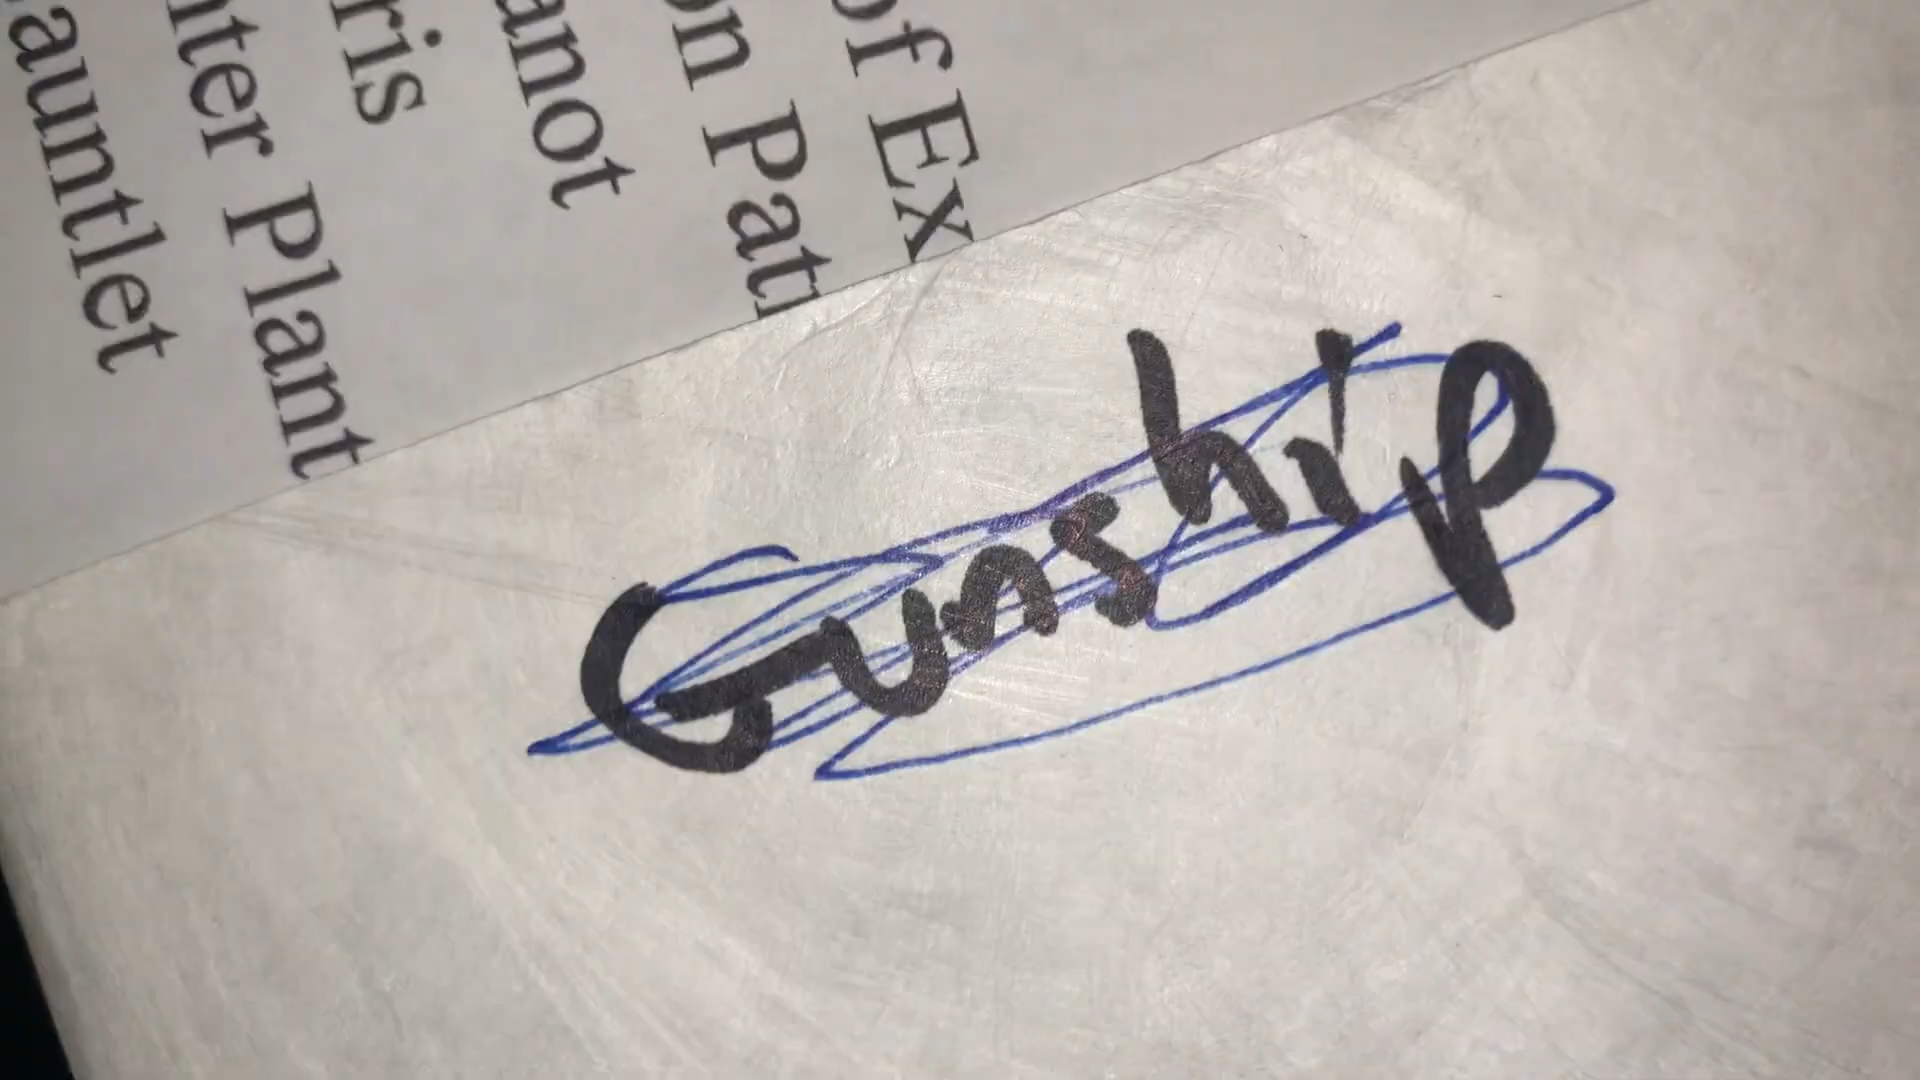 of Ex
on Pat
anot
ris
nter Plant
auntlet
Gunship